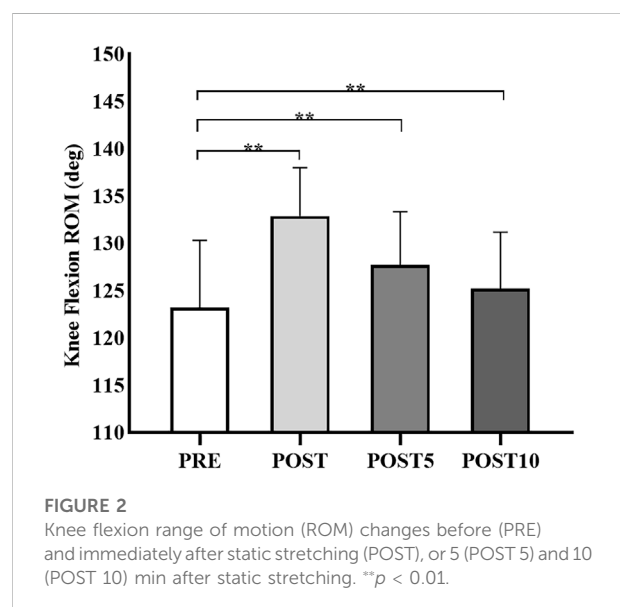 150
145
140
135
130
125
120
115
110
Knee Flexion ROM (deg)
**
**
**
PRE POST POST5 POST10
FIGURE 2
Knee flexion range of motion (ROM) changes before (PRE)
and immediately after static stretching (POST), or 5 (POST 5) and 10
(POST 10) min after static stretching. **p < 0.01.